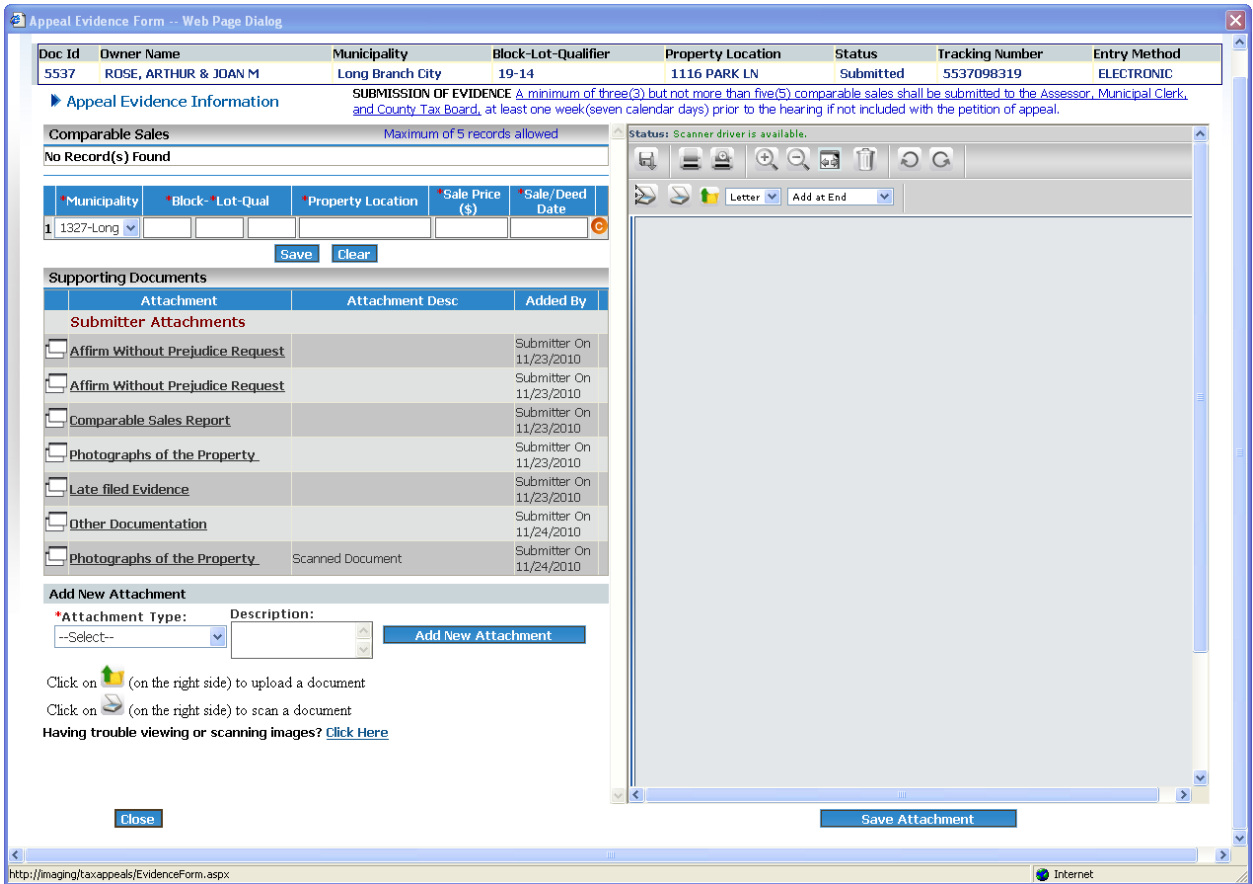 Appeal Evidence Form -- Web Page Dialog
Doc Id Owner Name Municipality Block-Lot-Qualifier Property Location Status Tracking Number Entry Method
5537 ROSE, ARTHUR & JOAN M Long Branch City 19-14 1116 PARK LN Submitted 5537098319 ELECTRONIC
Appeal Evidence Information
SUBMISSION OF EVIDENCE A minimum of three(3) but not more than five(5) comparable sales shall be submitted to the Assessor, Municipal Clerk,
and County Tax Board, at least one week(seven calendar days) prior to the hearing if not included with the petition of appeal.
Comparable Sales Maximum of 5 records allowed
No Record(s) Found
*Municipality *Block-*Lot-Qual *Property Location *Sale Price ($) *Sale/Deed Date
1 1327-Long C
Save Clear
Supporting Documents
Attachment Attachment Desc Added By
Submitter Attachments
Affirm Without Prejudice Request Submitter On 11/23/2010
Affirm Without Prejudice Request Submitter On 11/23/2010
Comparable Sales Report Submitter On 11/23/2010
Photographs of the Property Submitter On 11/23/2010
Late filed Evidence Submitter On 11/23/2010
Other Documentation Submitter On 11/24/2010
Photographs of the Property Scanned Document Submitter On 11/24/2010
Add New Attachment
*Attachment Type: Description:
--Select-- Add New Attachment
Click on (on the right side) to upload a document
Click on (on the right side) to scan a document
Having trouble viewing or scanning images? Click Here
Close
Status: Scanner driver is available.
Letter Add at End
Save Attachment
http://imaging/taxappeals/EvidenceForm.aspx Internet